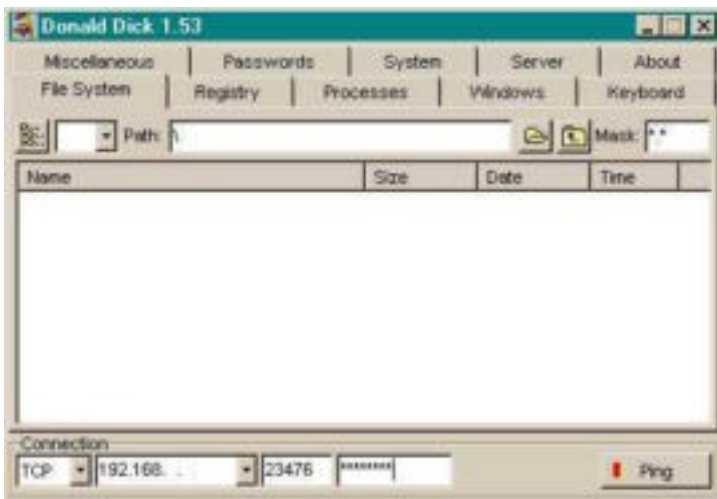 Donald Dick 1.53
Miscellaneous Passwords System Server About
File System Registry Processes Windows Keyboard
Path: \ Mask: *.*
Name Size Date Time
Connection
TCP 192.168. . 23476 ******** Ping